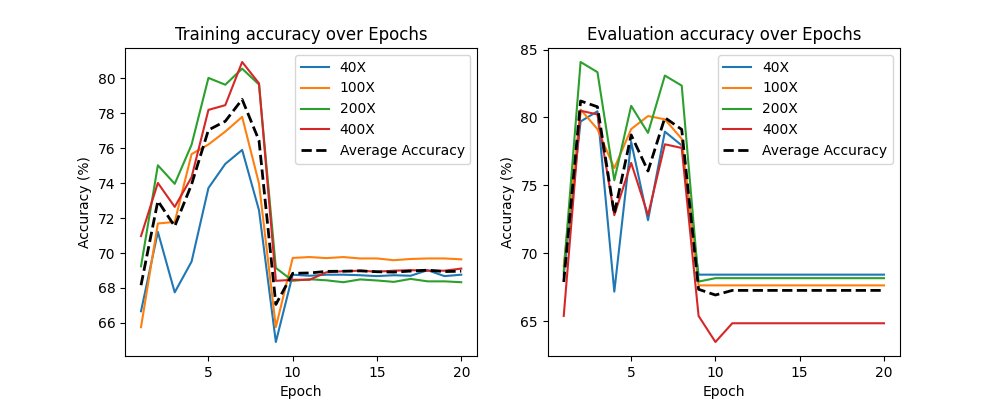 Training accuracy over Epochs
80
78
76
74
72
70
68
66
Accuracy (%)
40X
100X
200X
400X
Average Accuracy
5
10
15
20
Epoch
Evaluation accuracy over Epochs
85
80
75
70
65
Accuracy (%)
40X
100X
200X
400X
Average Accuracy
5
10
15
20
Epoch